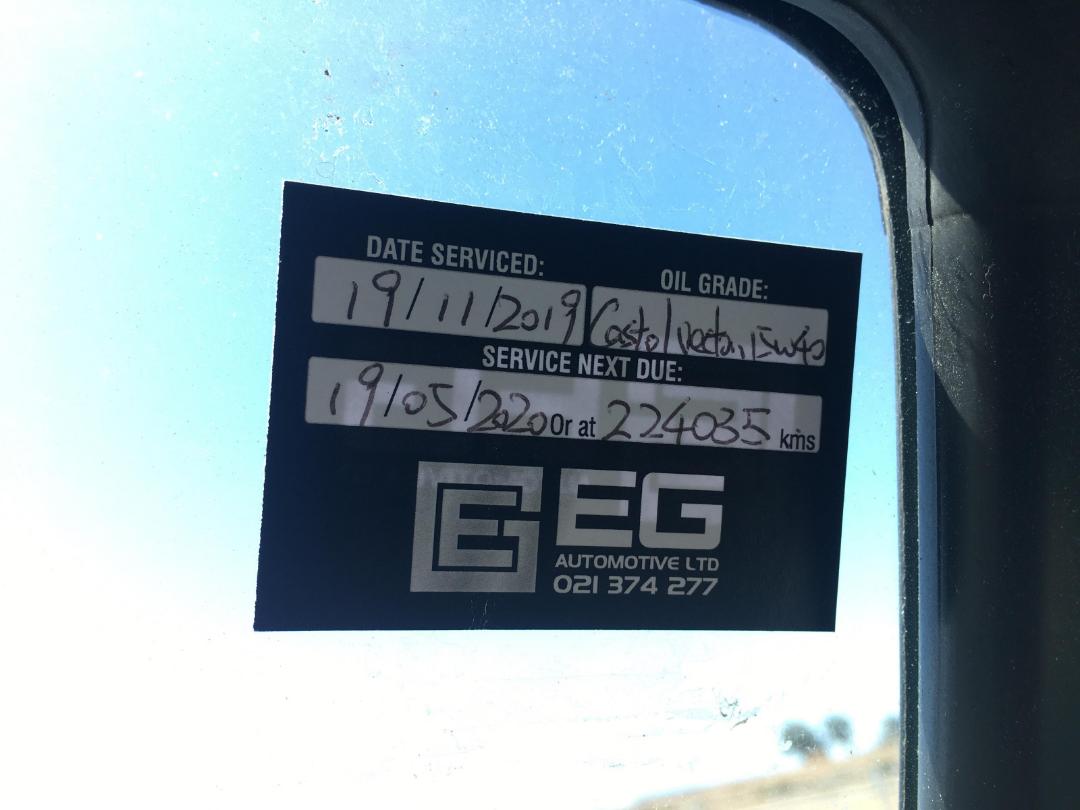 DATE SERVICED: OIL GRADE:
19/11/2019 Castol vecton 15w40
SERVICE NEXT DUE:
19/05/2020 Or at 224035 kms
EG
AUTOMOTIVE LTD
021 374 277